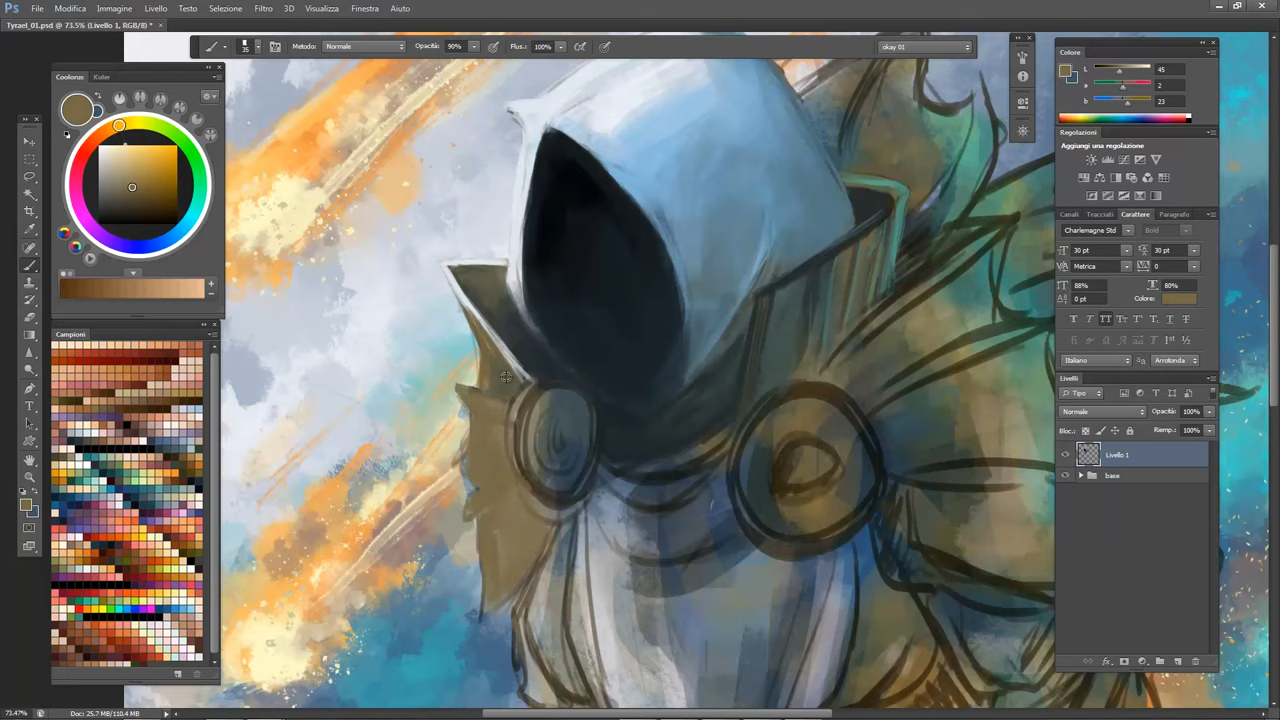 Ps File Modifica Immagine Livello Testo Selezione Filtro 3D Visualizza Finestra Aiuto
Tyrael_01.psd @ 73.5% (Livello 1, RGB/8) *
35 Metodo: Normale Opacità: 90% Flus.: 100% okay 01
Coolorus Kuler
Campioni
Colore
L 45
a 2
b 23
Regolazioni
Aggiungi una regolazione
Canali Tracciati Carattere Paragrafo
Charlemagne Std Bold
30 pt 30 pt
Metrica 0
88% 80%
0 pt Colore:
Italiano Arrotonda
Livelli
Tipo
Normale Opacità: 100%
Bloc.: Riemp.: 100%
Livello 1
base
73.47% Doc: 25.7 MB/110.4 MB